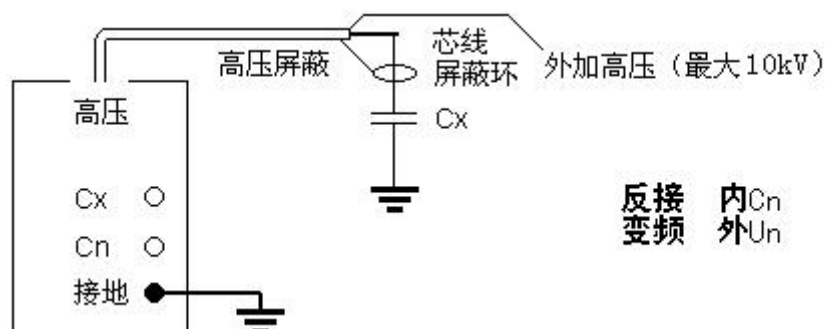 高压屏蔽
芯线
屏蔽环
外加高压（最大10kV）
高压
Cx
Cx
Cn
接地
反接 内Cn
变频 外Un